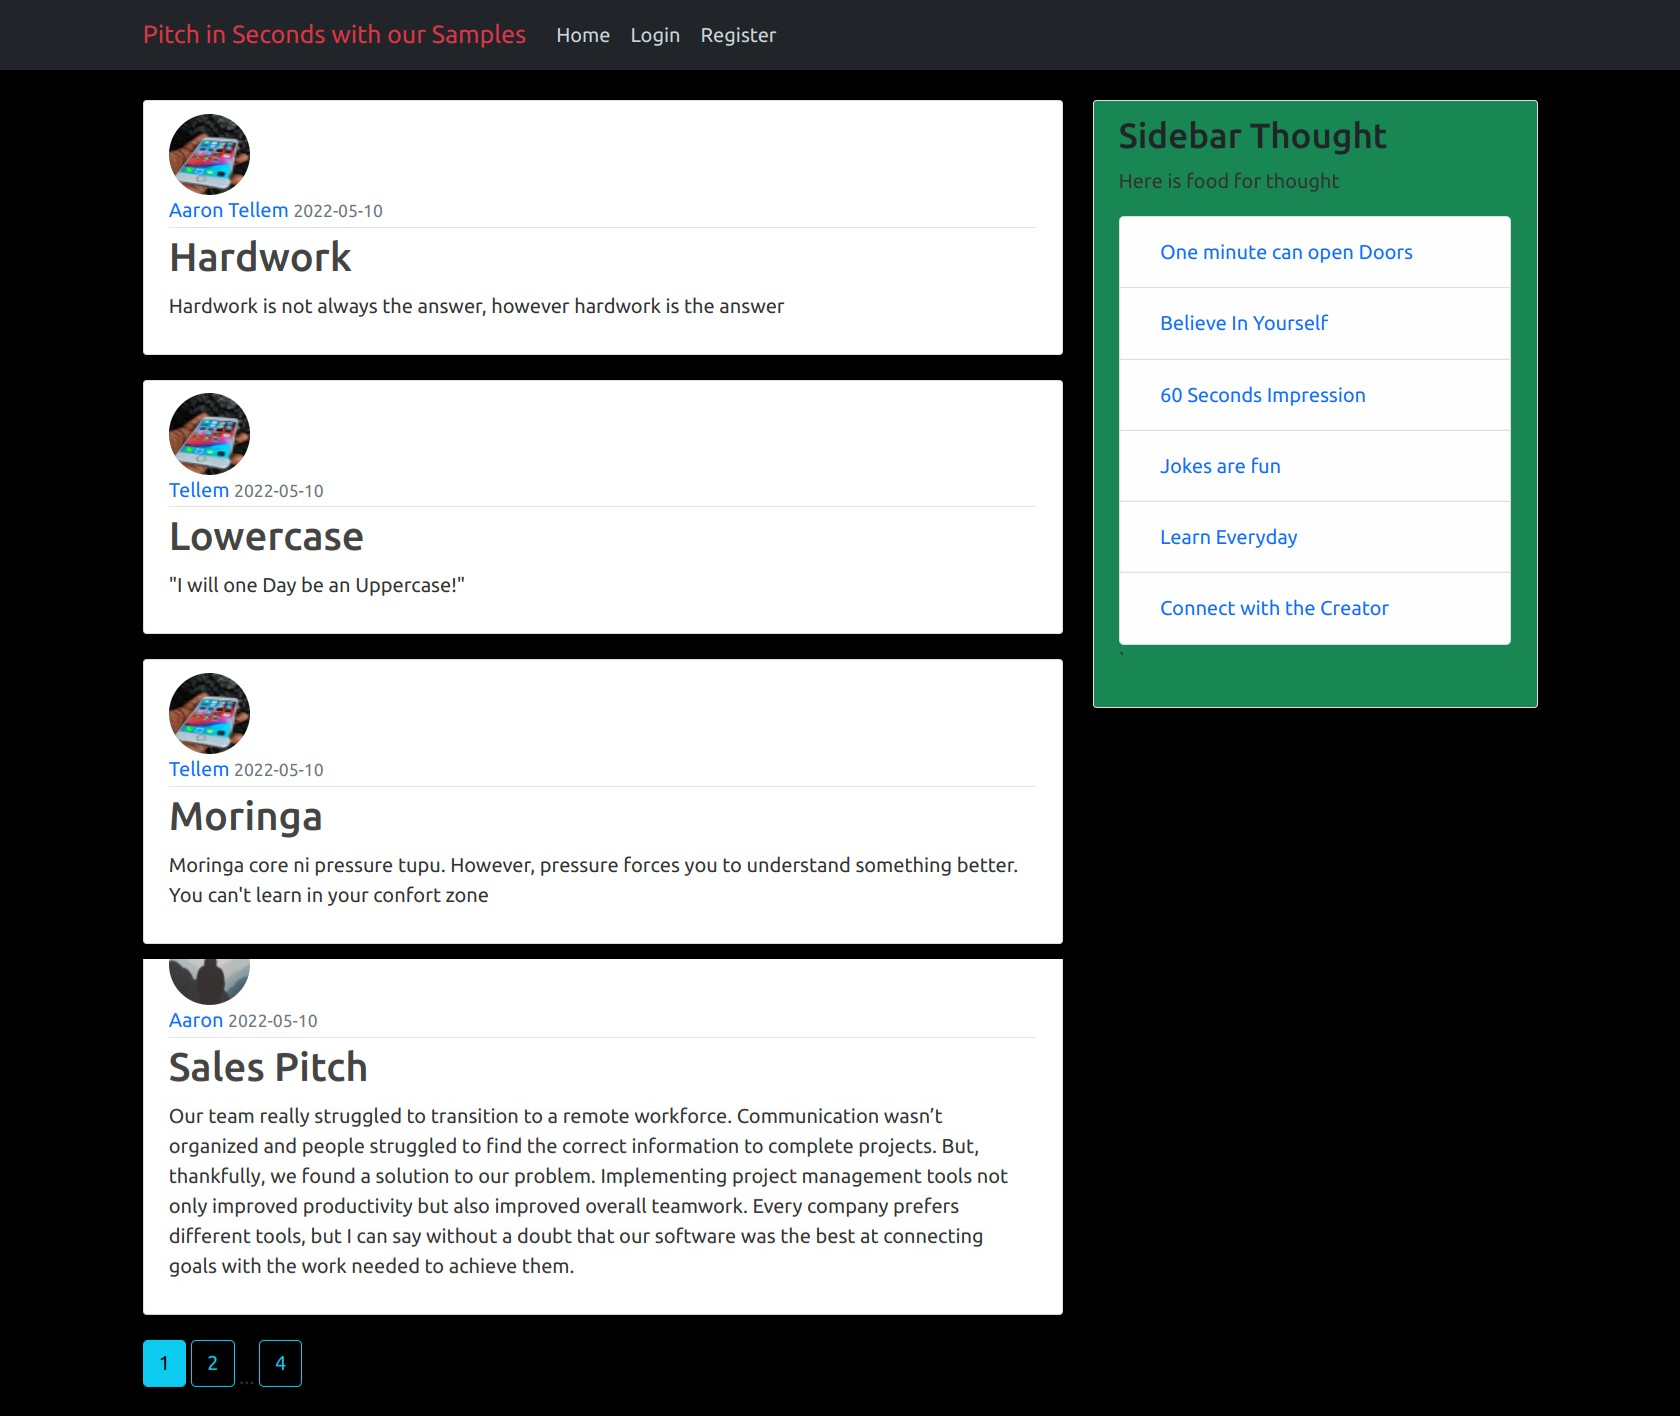 Pitch in Seconds with our Samples Home Login Register
Aaron Tellem 2022-05-10
Hardwork
Hardwork is not always the answer, however hardwork is the answer
Tellem 2022-05-10
Lowercase
"I will one Day be an Uppercase!"
Tellem 2022-05-10
Moringa
Moringa core ni pressure tupu. However, pressure forces you to understand something better.
You can't learn in your confort zone
Aaron 2022-05-10
Sales Pitch
Our team really struggled to transition to a remote workforce. Communication wasn’t
organized and people struggled to find the correct information to complete projects. But,
thankfully, we found a solution to our problem. Implementing project management tools not
only improved productivity but also improved overall teamwork. Every company prefers
different tools, but I can say without a doubt that our software was the best at connecting
goals with the work needed to achieve them.
1 2 ... 4
Sidebar Thought
Here is food for thought
One minute can open Doors
Believe In Yourself
60 Seconds Impression
Jokes are fun
Learn Everyday
Connect with the Creator
`